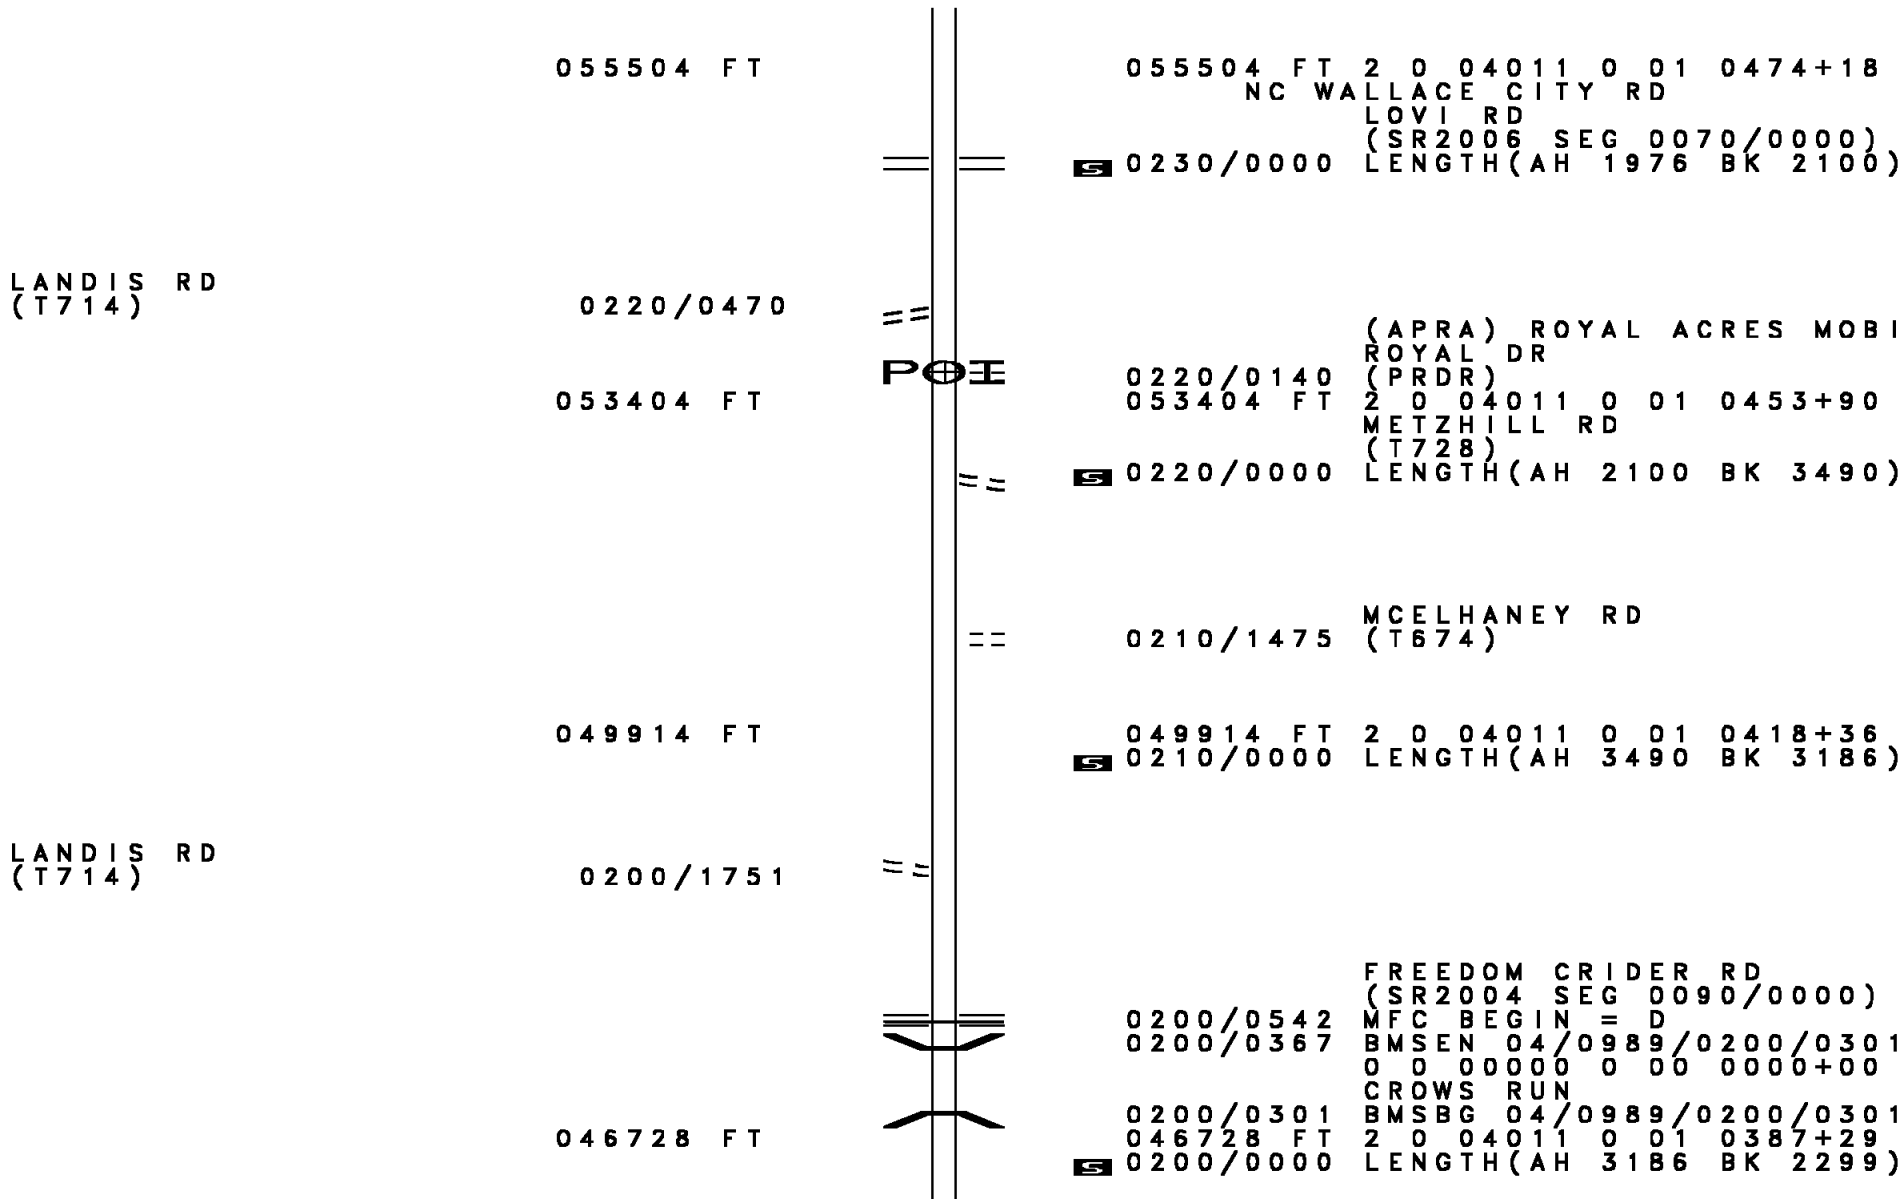 055504 FT 055504 FT 2 0 04011 0 01 0474+18
NC WALLACE CITY RD
LOVI RD
(SR2006 SEG 0070/0000)
S 0230/0000 LENGTH(AH 1976 BK 2100)
LANDIS RD
(T714) 0220/0470
(APRA) ROYAL ACRES MOBI
ROYAL DR
POI 0220/0140 (PRDR)
053404 FT 053404 FT 2 0 04011 0 01 0453+90
METZHILL RD
(T728)
S 0220/0000 LENGTH(AH 2100 BK 3490)
MCELHANEY RD
0210/1475 (T674)
049914 FT 049914 FT 2 0 04011 0 01 0418+36
S 0210/0000 LENGTH(AH 3490 BK 3186)
LANDIS RD
(T714) 0200/1751
FREEDOM CRIDER RD
(SR2004 SEG 0090/0000)
0200/0542 MFC BEGIN = D
0200/0367 BMSEN 04/0989/0200/0301
0 0 00000 0 00 0000+00
CROWS RUN
0200/0301 BMSBG 04/0989/0200/0301
046728 FT 046728 FT 2 0 04011 0 01 0387+29
S 0200/0000 LENGTH(AH 3186 BK 2299)